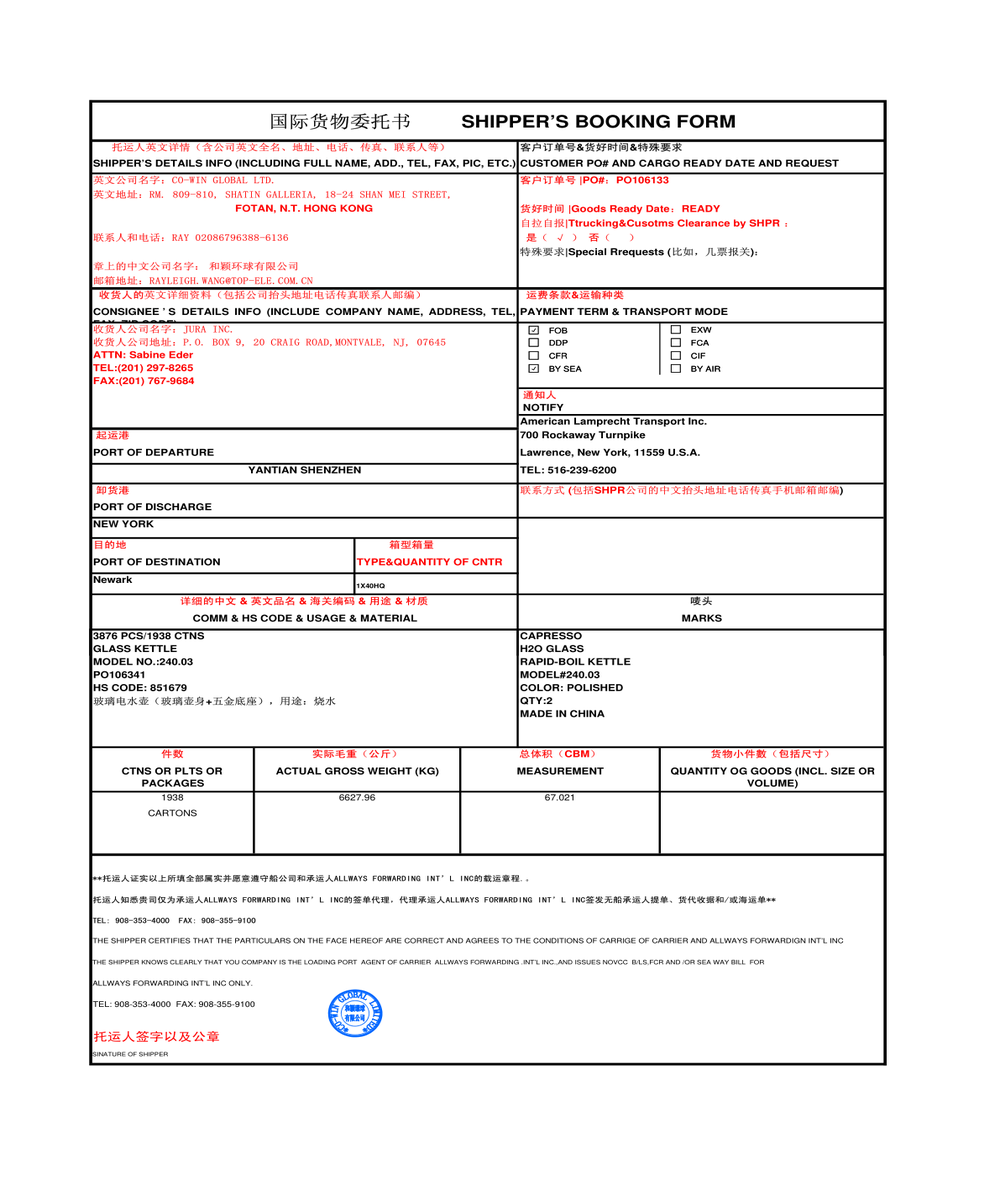 国际货物委托书 SHIPPER'S BOOKING FORM
托运人英文详情（含公司英文全名、地址、电话、传真、联系人等）
SHIPPER'S DETAILS INFO (INCLUDING FULL NAME, ADD., TEL, FAX, PIC, ETC.)
客户订单号&货好时间&特殊要求
CUSTOMER PO# AND CARGO READY DATE AND REQUEST
英文公司名字：CO-WIN GLOBAL LTD.
英文地址：RM. 809-810, SHATIN GALLERIA, 18-24 SHAN MEI STREET,
FOTAN, N.T. HONG KONG
联系人和电话：RAY 02086796388-6136
章上的中文公司名字： 和颖环球有限公司
邮箱地址：RAYLEIGH.WANG@TOP-ELE.COM.CN
客户订单号 |PO#：PO106133
货好时间 |Goods Ready Date：READY
自拉自报|Ttrucking&Cusotms Clearance by SHPR ：
是（ √ ） 否（ ）
特殊要求|Special Rrequests (比如，几票报关)：
收货人的英文详细资料（包括公司抬头地址电话传真联系人邮编）
CONSIGNEE'S DETAILS INFO (INCLUDE COMPANY NAME, ADDRESS, TEL,
运费条款&运输种类
PAYMENT TERM & TRANSPORT MODE
收货人公司名字：JURA INC.
收货人公司地址：P.O. BOX 9, 20 CRAIG ROAD,MONTVALE, NJ, 07645
ATTN: Sabine Eder
TEL:(201) 297-8265
FAX:(201) 767-9684
☑ FOB ☐ EXW
☐ DDP ☐ FCA
☐ CFR ☐ CIF
☑ BY SEA ☐ BY AIR
通知人
NOTIFY
American Lamprecht Transport Inc.
700 Rockaway Turnpike
Lawrence, New York, 11559 U.S.A.
TEL: 516-239-6200
起运港
PORT OF DEPARTURE
YANTIAN SHENZHEN
卸货港
PORT OF DISCHARGE
联系方式 (包括SHPR公司的中文抬头地址电话传真手机邮箱邮编)
NEW YORK
目的地
PORT OF DESTINATION
箱型箱量
TYPE&QUANTITY OF CNTR
Newark
1X40HQ
详细的中文 & 英文品名 & 海关编码 & 用途 & 材质
COMM & HS CODE & USAGE & MATERIAL
唛头
MARKS
3876 PCS/1938 CTNS
GLASS KETTLE
MODEL NO.:240.03
PO106341
HS CODE: 851679
玻璃电水壶（玻璃壶身+五金底座），用途：烧水
CAPRESSO
H2O GLASS
RAPID-BOIL KETTLE
MODEL#240.03
COLOR: POLISHED
QTY:2
MADE IN CHINA
件数
CTNS OR PLTS OR
PACKAGES
实际毛重（公斤）
ACTUAL GROSS WEIGHT (KG)
总体积（CBM）
MEASUREMENT
货物小件數（包括尺寸）
QUANTITY OG GOODS (INCL. SIZE OR
VOLUME)
1938
CARTONS
6627.96
67.021
**托运人证实以上所填全部属实并愿意遵守船公司和承运人ALLWAYS FORWARDING INT'L INC的载运章程..
托运人知悉贵司仅为承运人ALLWAYS FORWARDING INT'L INC的签单代理，代理承运人ALLWAYS FORWARDING INT'L INC签发无船承运人提单、货代收据和/或海运单**
TEL: 908-353-4000 FAX: 908-355-9100
THE SHIPPER CERTIFIES THAT THE PARTICULARS ON THE FACE HEREOF ARE CORRECT AND AGREES TO THE CONDITIONS OF CARRIGE OF CARRIER AND ALLWAYS FORWARDIGN INT'L INC
THE SHIPPER KNOWS CLEARLY THAT YOU COMPANY IS THE LOADING PORT AGENT OF CARRIER ALLWAYS FORWARDING .INT'L INC.,AND ISSUES NOVCC B/LS,FCR AND /OR SEA WAY BILL FOR
ALLWAYS FORWARDING INT'L INC ONLY.
TEL: 908-353-4000 FAX: 908-355-9100
CO-WIN GLOBAL LIMITED
和穎環球
有限公司
托运人签字以及公章
SINATURE OF SHIPPER